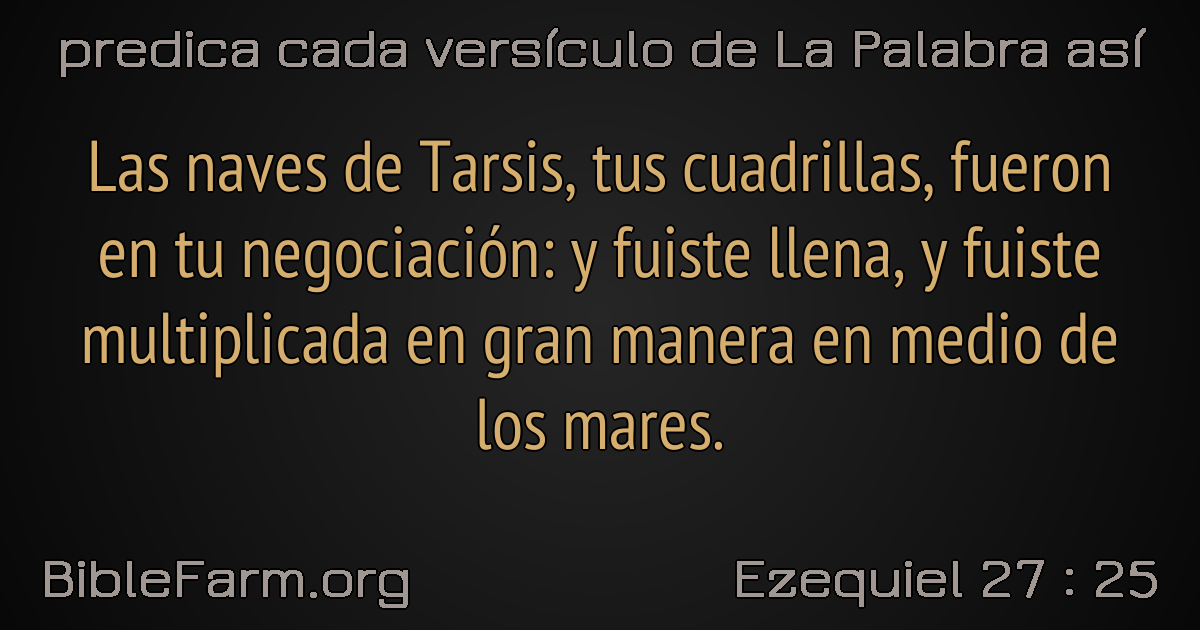 predica cada versículo de La Palabra así
Las naves de Tarsis, tus cuadrillas, fueron
en tu negociación: y fuiste llena, y fuiste
multiplicada en gran manera en medio de
los mares.
BibleFarm.org
Ezequiel 27 : 25